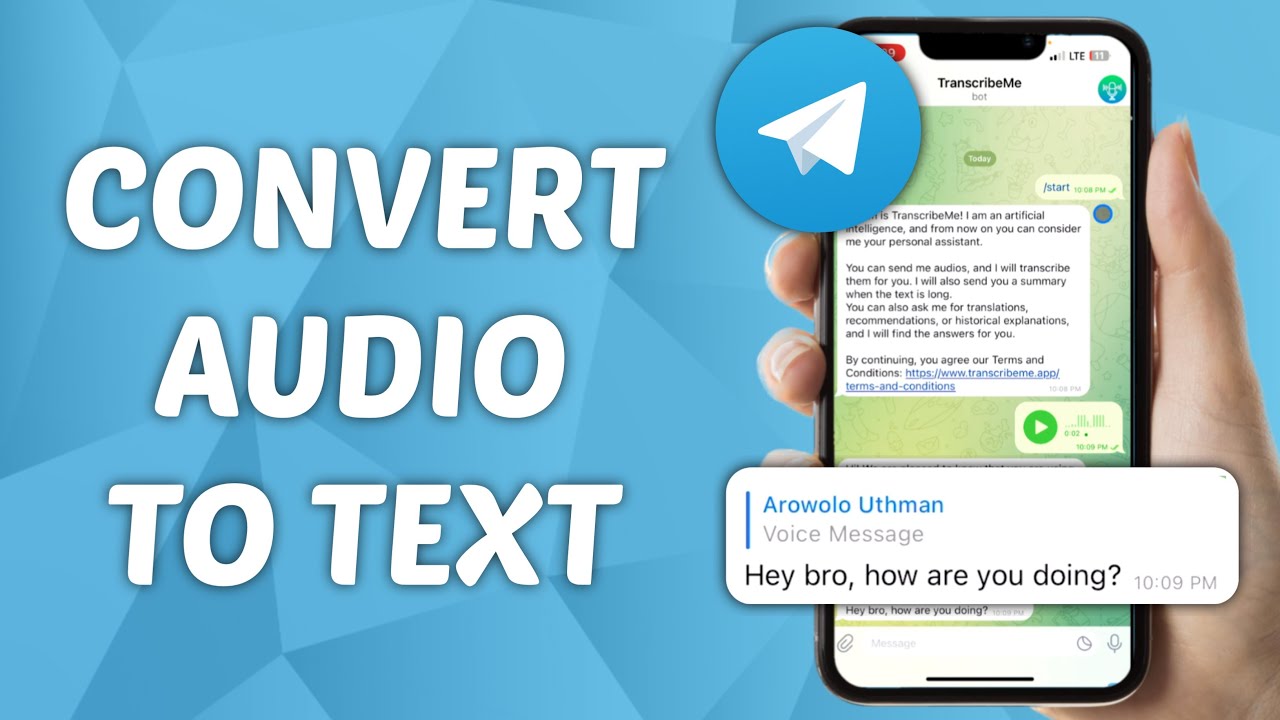 CONVERT
AUDIO
TO TEXT
LTE 11
TranscribeMe
bot
Today
/start 10:08 PM
is TranscribeMe! I am an artificial
intelligence, and from now on you can consider
me your personal assistant.
You can send me audios, and I will transcribe
them for you. I will also send you a summary
when the text is long.
You can also ask me for translations,
recommendations, or historical explanations,
and I will find the answers for you.
By continuing, you agree our Terms and
Conditions: https://www.transcribeme.app/
terms-and-conditions 10:08 PM
0:02
10:09 PM
Arowolo Uthman
Voice Message
Hey bro, how are you doing? 10:09 PM
Hey bro, how are you doing? 10:09 PM
Message